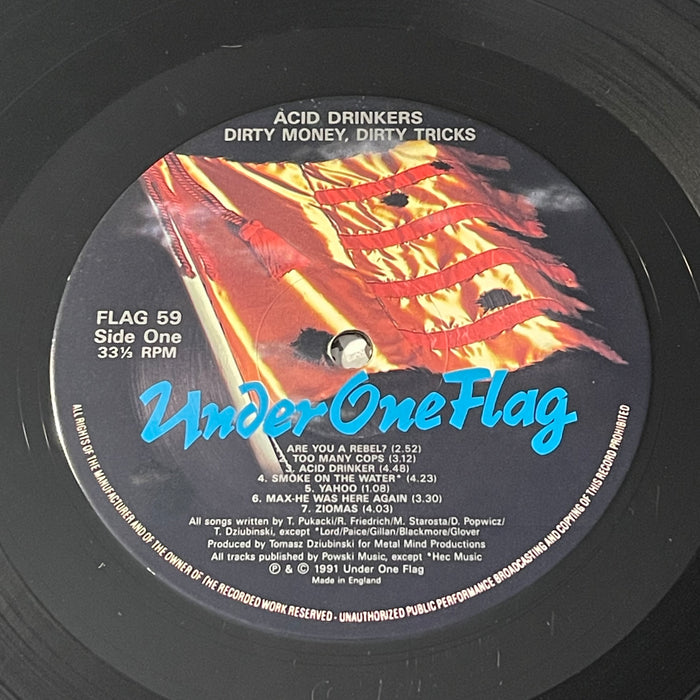 ACID DRINKERS
DIRTY MONEY, DIRTY TRICKS
FLAG 59
Side One
33⅓ RPM
Under One Flag
1. ARE YOU A REBEL? (2.52)
2. TOO MANY COPS (3.12)
3. ACID DRINKER (4.48)
4. SMOKE ON THE WATER* (4.23)
5. YAHOO (1.08)
6. MAX-HE WAS HERE AGAIN (3.30)
7. ZIOMAS (4.03)
All songs written by T. Pukacki/R. Friedrich/M. Starosta/D. Popwicz/
T. Dziubinski, except *Lord/Paice/Gillan/Blackmore/Glover
Produced by Tomasz Dziubinski for Metal Mind Productions
All tracks published by Powski Music, except *Hec Music
℗ & © 1991 Under One Flag
Made in England
ALL RIGHTS OF THE MANUFACTURER AND OF THE OWNER OF THE RECORDED WORK RESERVED - UNAUTHORIZED PUBLIC PERFORMANCE BROADCASTING AND COPYING OF THIS RECORD PROHIBITED